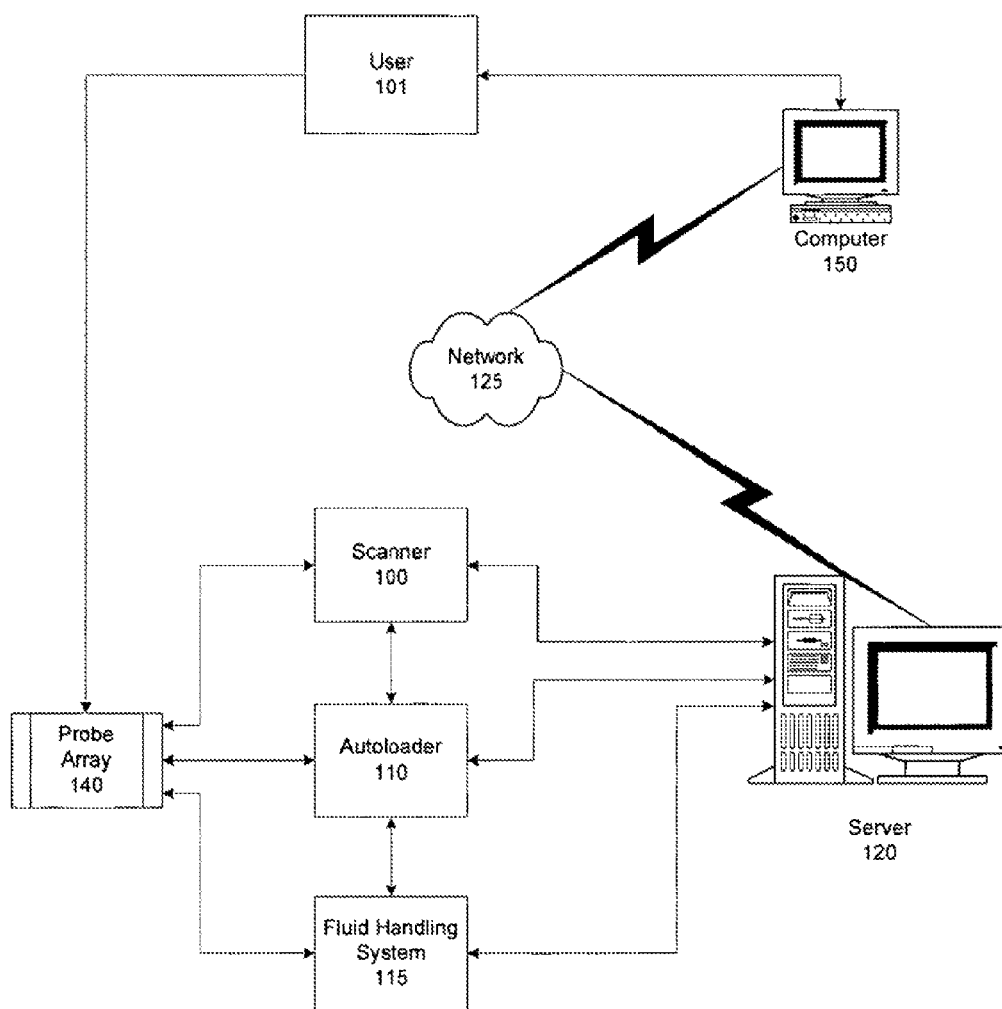 User
101
Computer
150
Network
125
Scanner
100
Probe
Array
140
Autoloader
110
Server
120
Fluid Handling
System
115